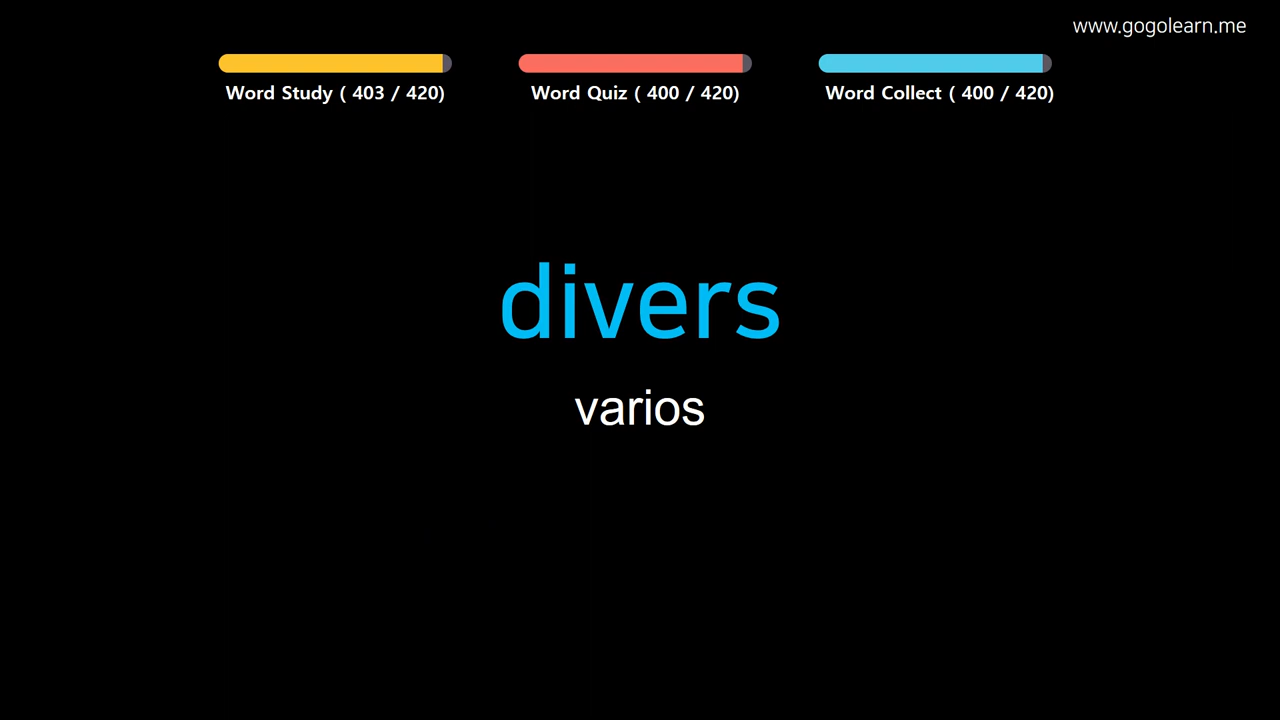 www.gogolearn.me
Word Study ( 403 / 420)
Word Quiz ( 400 / 420)
Word Collect ( 400 / 420)
divers
varios